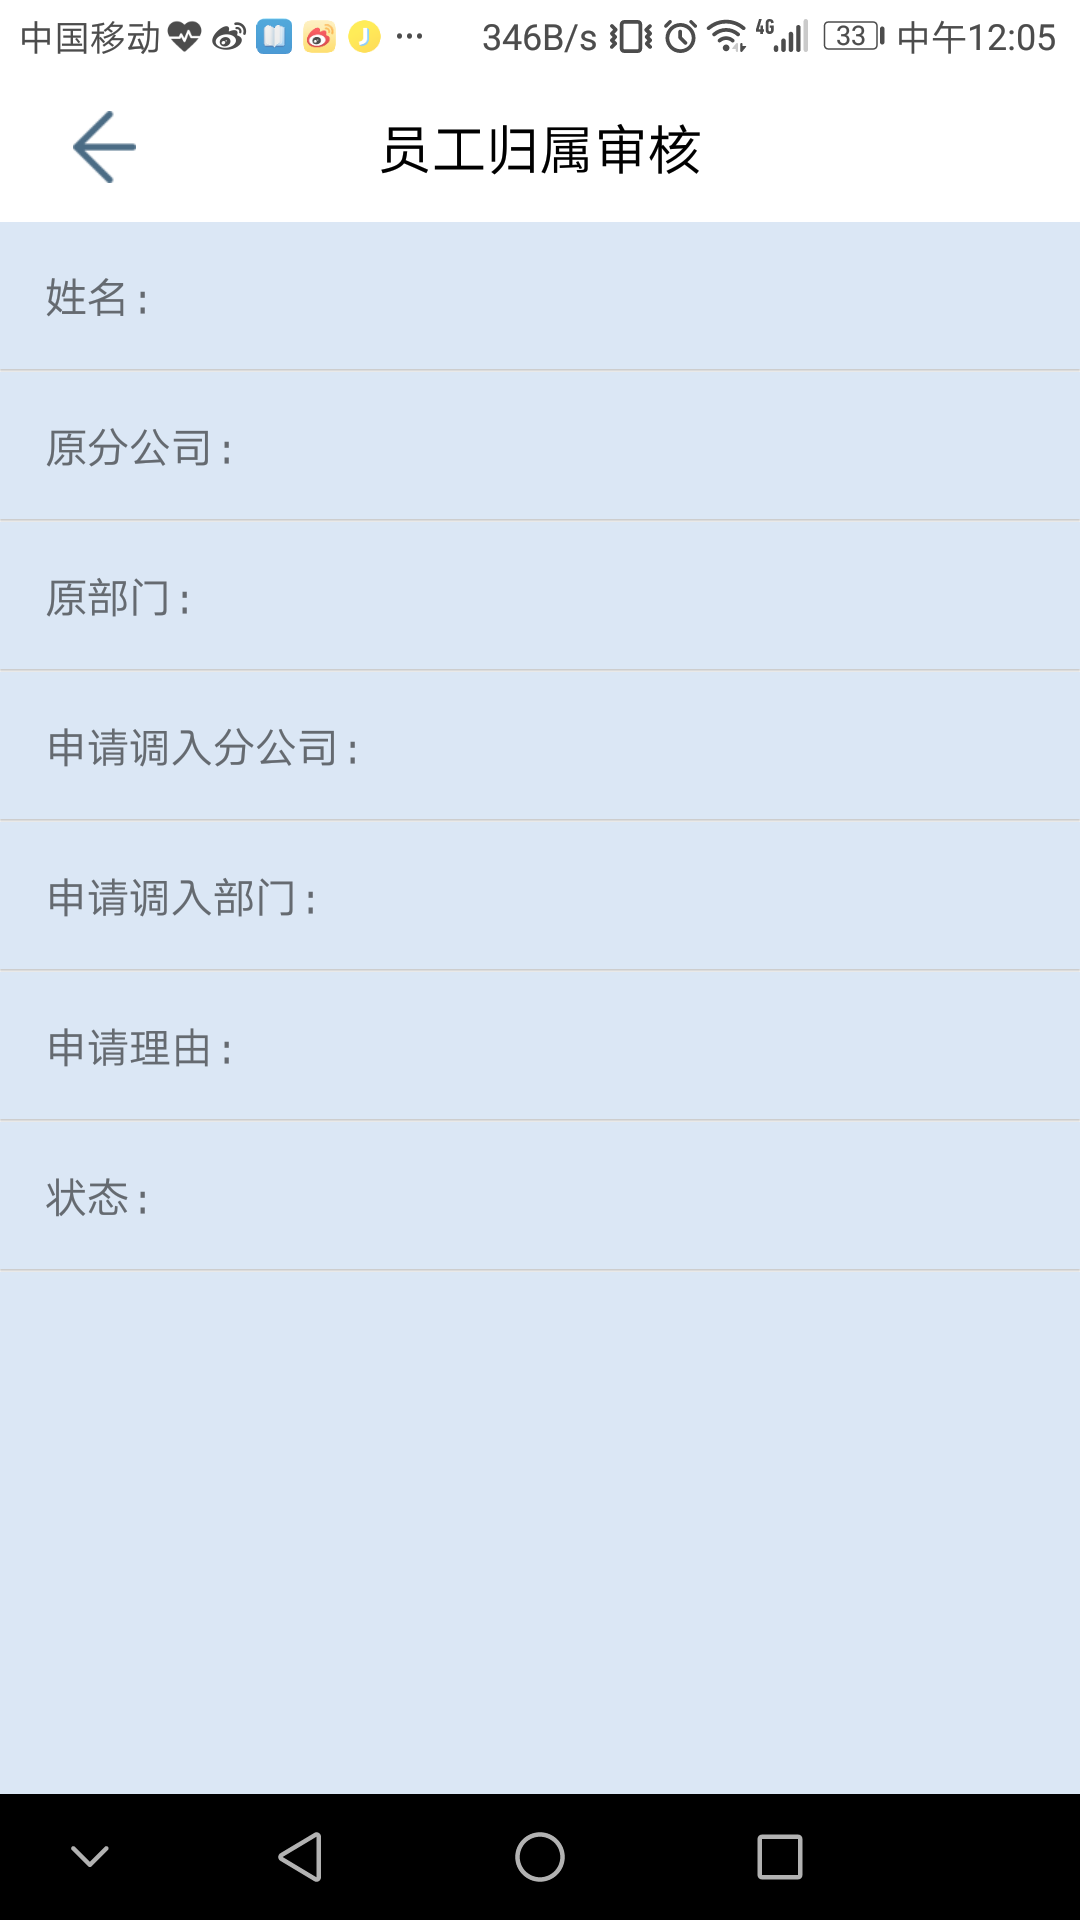 中国移动 346B/s 4G 33 中午12:05
员工归属审核
姓名:
原分公司:
原部门:
申请调入分公司:
申请调入部门:
申请理由:
状态: